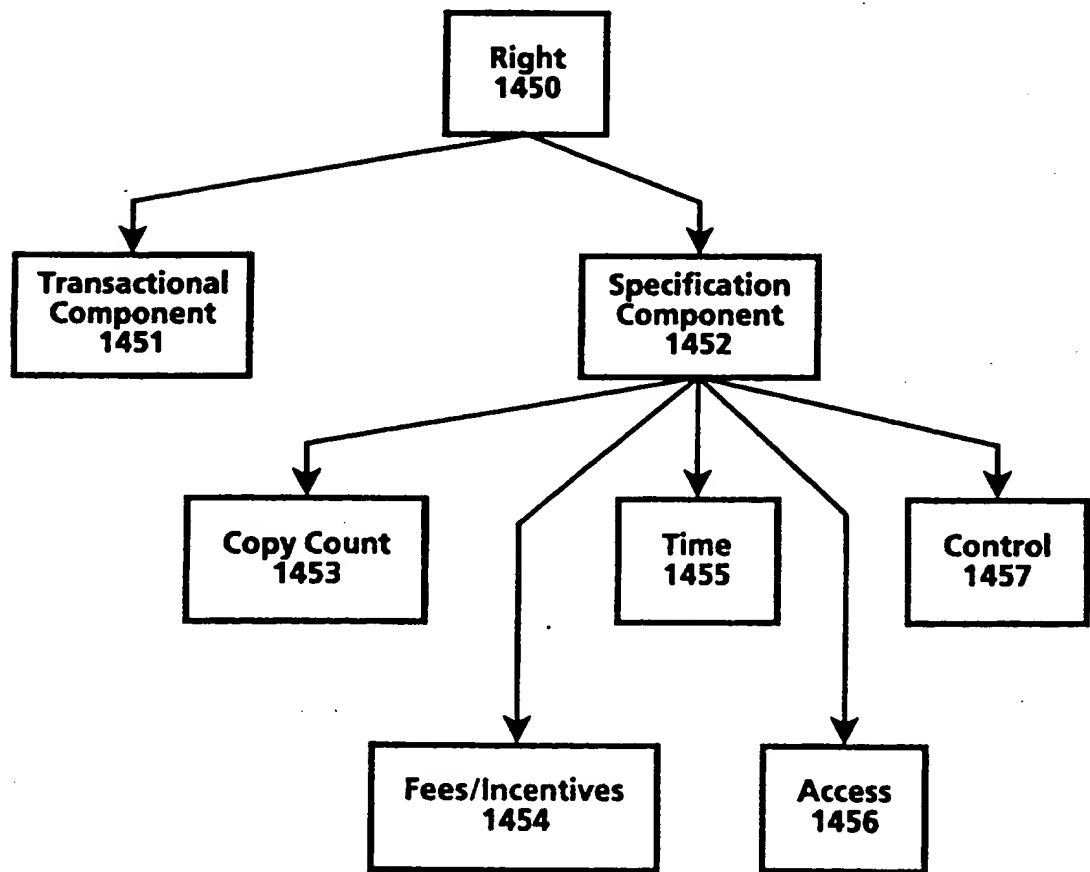 Right
1450
Transactional
Component
1451
Specification
Component
1452
Copy Count
1453
Time
1455
Control
1457
Fees/Incentives
1454
Access
1456